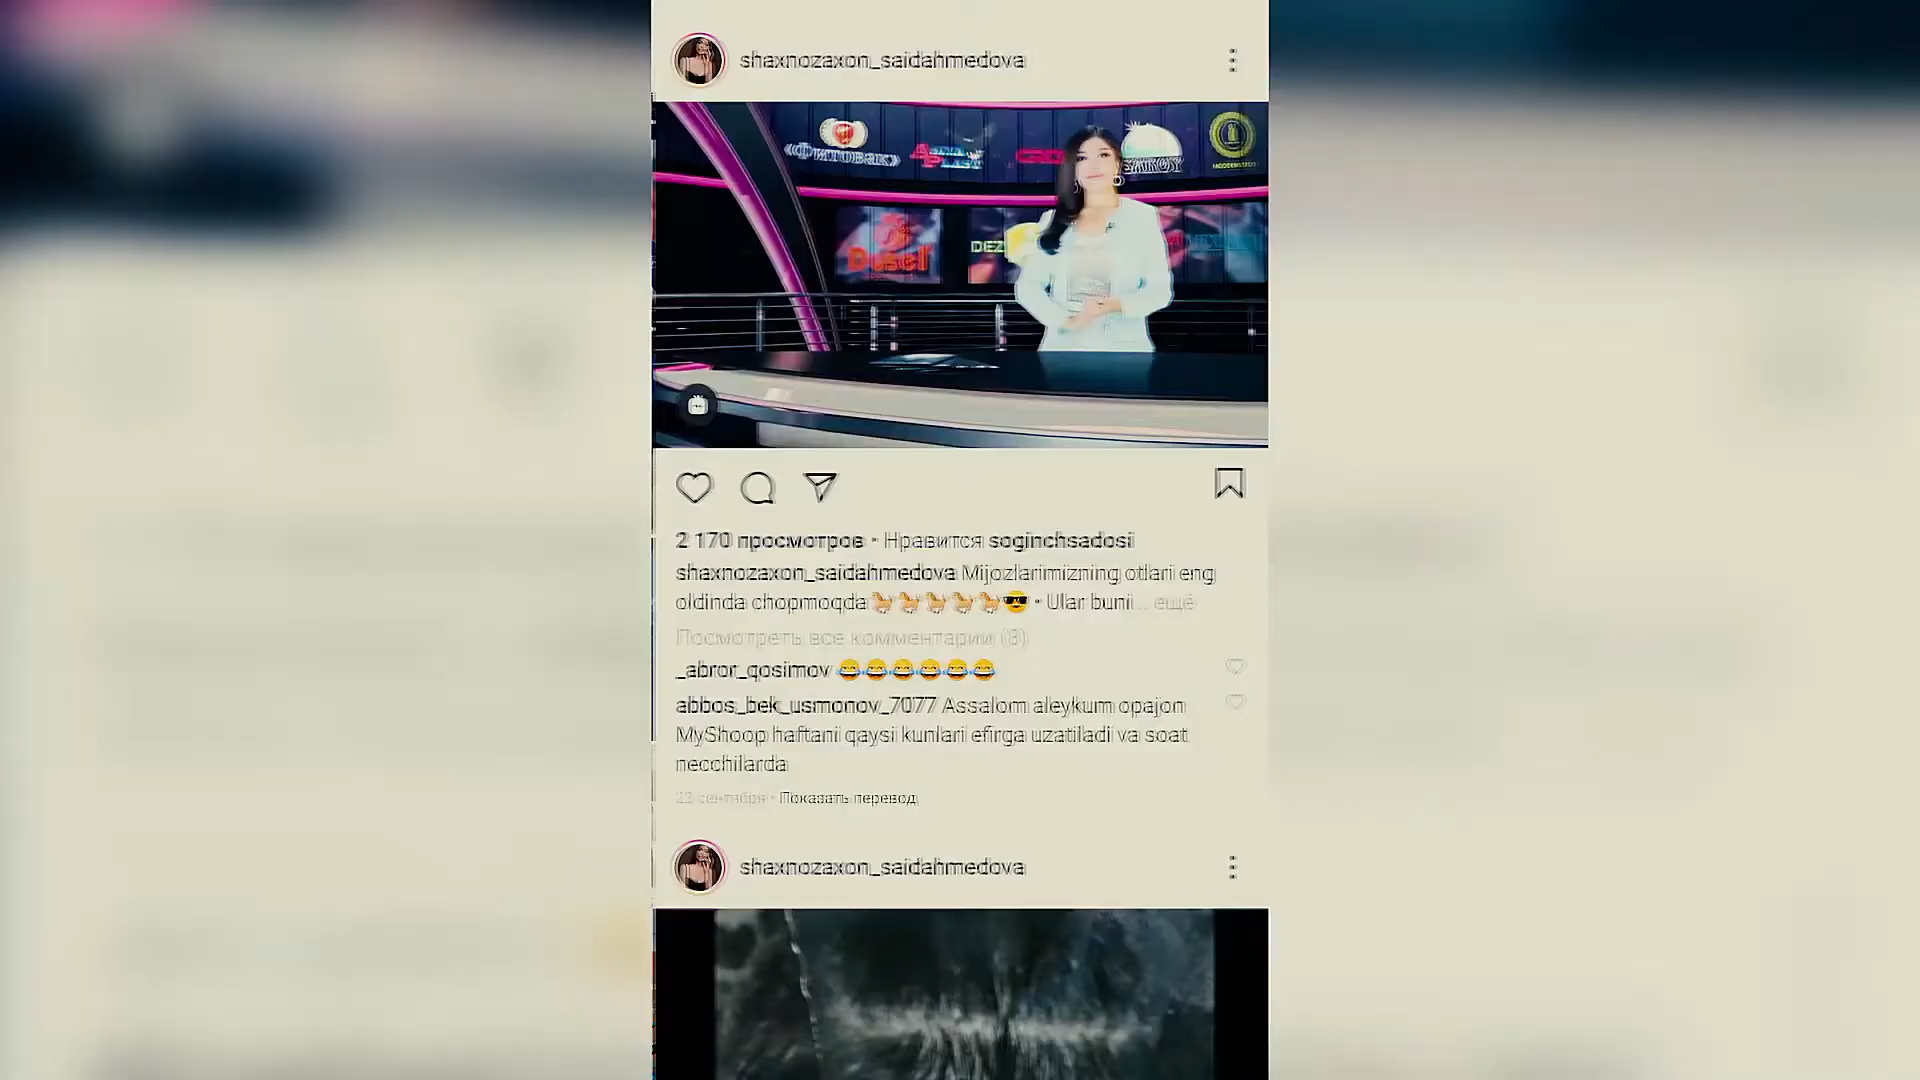 shaxnozaxon_saidahmedova
«Фитовак»
DEZ
2 170 просмотров • Нравится soginchsadosi
shaxnozaxon_saidahmedova Mijozlarimizning otlari eng
oldinda chopmoqda🐎🐎🐎🐎🐎😎 • Ular buni... ещё
Посмотреть все комментарии (8)
_abror_qosimov 😂😂😂😂😂😂
abbos_bek_usmonov_7077 Assalom aleykum opajon
MyShoop haftani qaysi kunlari efirga uzatiladi va soat
necchilarda
23 сентября • Показать перевод
shaxnozaxon_saidahmedova